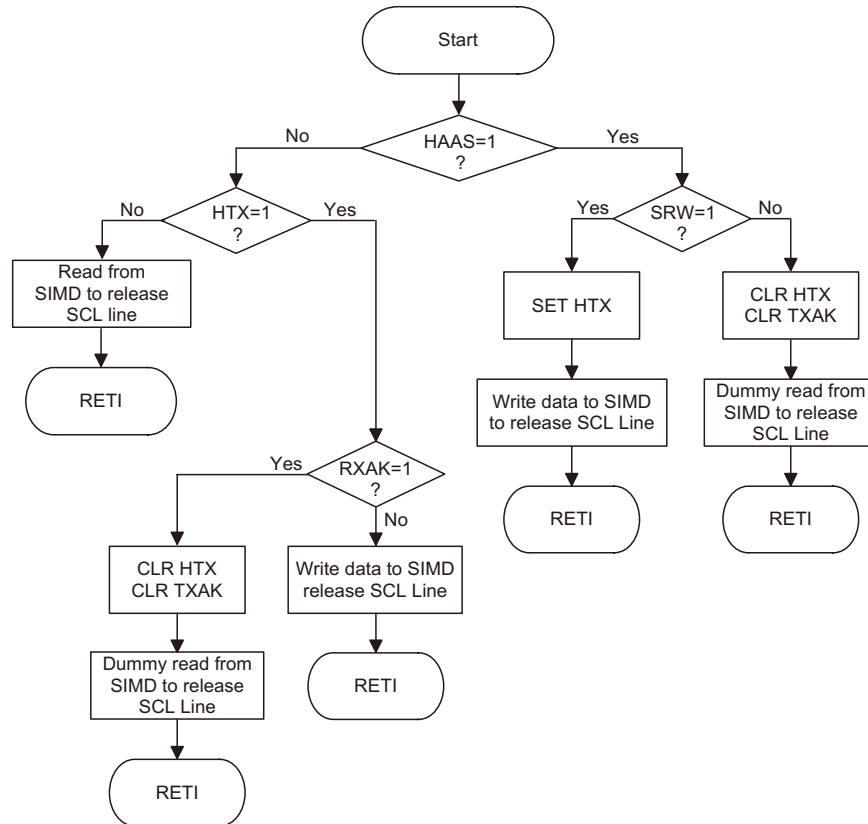 Start
HAAS=1
?
No
Yes
HTX=1
?
No
Yes
SRW=1
?
Yes
No
Read from
SIMD to release
SCL line
RETI
SET HTX
Write data to SIMD
to release SCL Line
RETI
CLR HTX
CLR TXAK
Dummy read from
SIMD to release
SCL Line
RETI
RXAK=1
?
Yes
No
CLR HTX
CLR TXAK
Dummy read from
SIMD to release
SCL Line
RETI
Write data to SIMD
release SCL Line
RETI